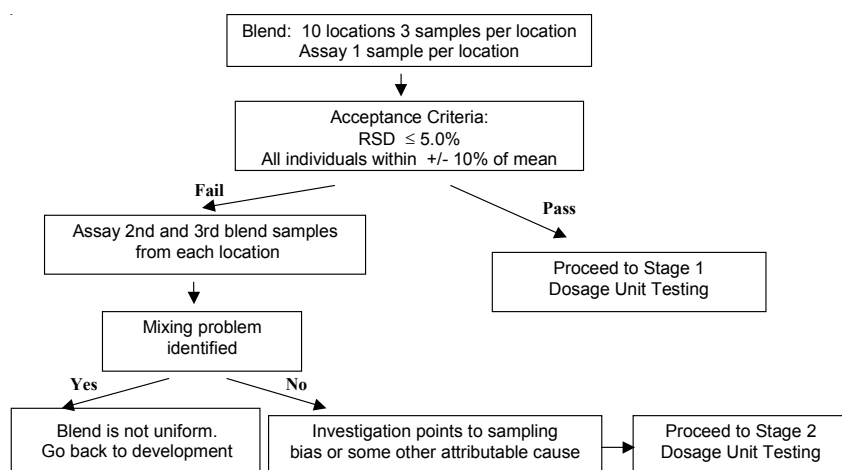 Blend: 10 locations 3 samples per location
Assay 1 sample per location
Acceptance Criteria:
RSD ≤ 5.0%
All individuals within +/- 10% of mean
Fail
Pass
Assay 2nd and 3rd blend samples
from each location
Proceed to Stage 1
Dosage Unit Testing
Mixing problem
identified
Yes
No
Blend is not uniform.
Go back to development
Investigation points to sampling
bias or some other attributable cause
Proceed to Stage 2
Dosage Unit Testing